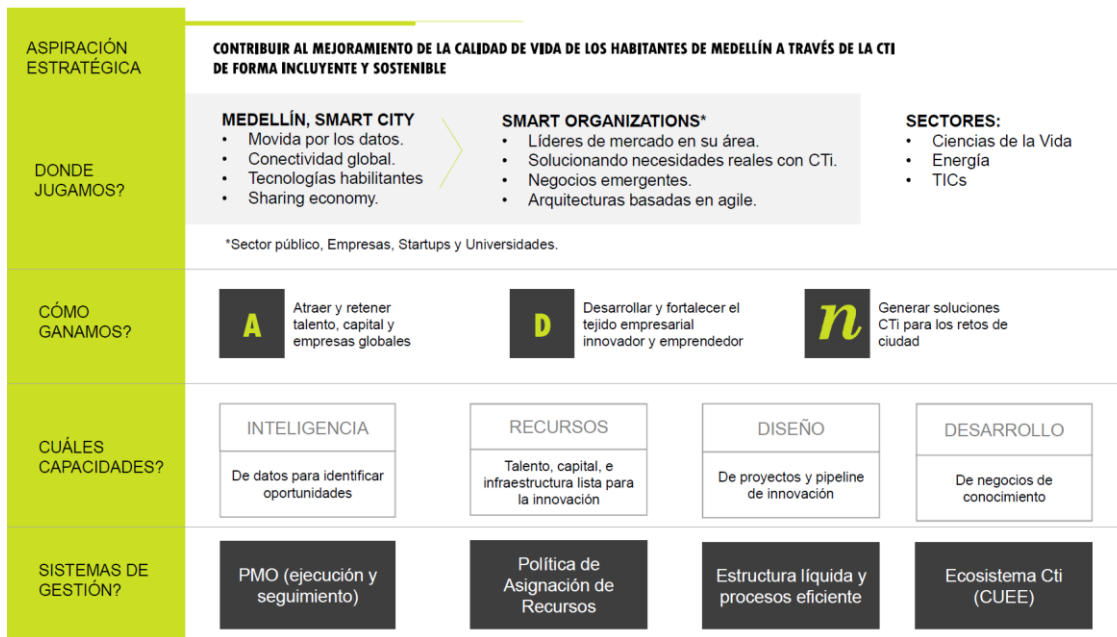 ASPIRACIÓN
ESTRATÉGICA
CONTRIBUIR AL MEJORAMIENTO DE LA CALIDAD DE VIDA DE LOS HABITANTES DE MEDELLÍN A TRAVÉS DE LA CTI
DE FORMA INCLUYENTE Y SOSTENIBLE
DONDE
JUGAMOS?
MEDELLÍN, SMART CITY
• Movida por los datos.
• Conectividad global.
• Tecnologías habilitantes
• Sharing economy.
SMART ORGANIZATIONS*
• Líderes de mercado en su área.
• Solucionando necesidades reales con CTi.
• Negocios emergentes.
• Arquitecturas basadas en agile.
SECTORES:
• Ciencias de la Vida
• Energía
• TICs
*Sector público, Empresas, Startups y Universidades.
CÓMO
GANAMOS?
A
Atraer y retener
talento, capital y
empresas globales
D
Desarrollar y fortalecer el
tejido empresarial
innovador y emprendedor
n
Generar soluciones
CTi para los retos de
ciudad
CUÁLES
CAPACIDADES?
INTELIGENCIA
De datos para identificar
oportunidades
RECURSOS
Talento, capital, e
infraestructura lista para
la innovación
DISEÑO
De proyectos y pipeline
de innovación
DESARROLLO
De negocios de
conocimiento
SISTEMAS DE
GESTIÓN?
PMO (ejecución y
seguimiento)
Política de
Asignación de
Recursos
Estructura líquida y
procesos eficiente
Ecosistema Cti
(CUEE)